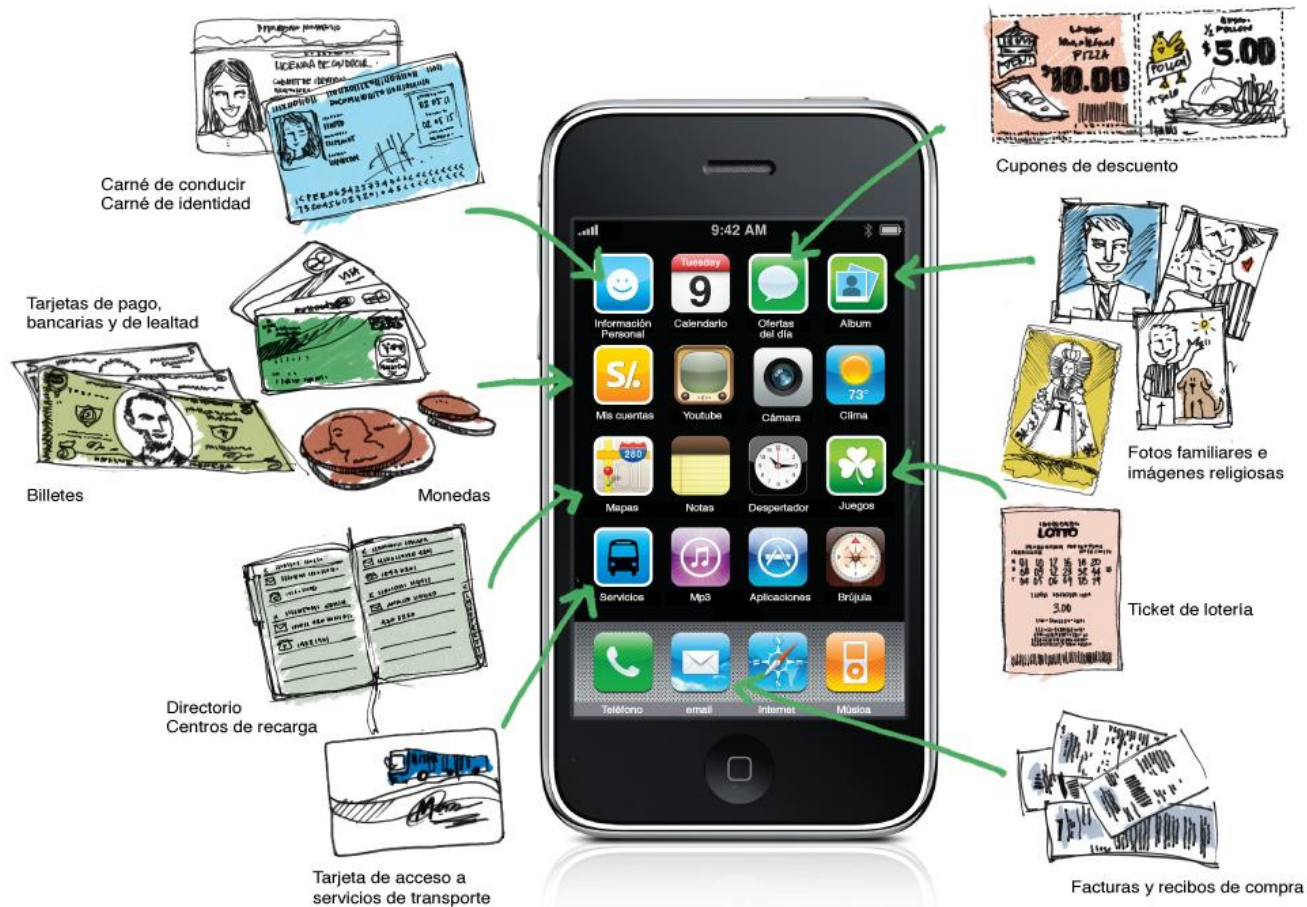 LICENCIA DE CONDUCIR
Carné de conducir
Carné de identidad
PIZZA
$10.00
$5.00
Cupones de descuento
Tarjetas de pago,
bancarias y de lealtad
VISA
Billetes
Monedas
9:42 AM
Tuesday
9
Información
Personal
Calendario
Ofertas
del día
Album
S/.
73°
Mis cuentas
Youtube
Cámara
Clima
280
Mapas
Notas
Despertador
Juegos
Servicios
Mp3
Aplicaciones
Brújula
Teléfono
email
Internet
Música
Fotos familiares e
imágenes religiosas
LOTTO
3.00
Ticket de lotería
Directorio
Centros de recarga
Tarjeta de acceso a
servicios de transporte
Facturas y recibos de compra